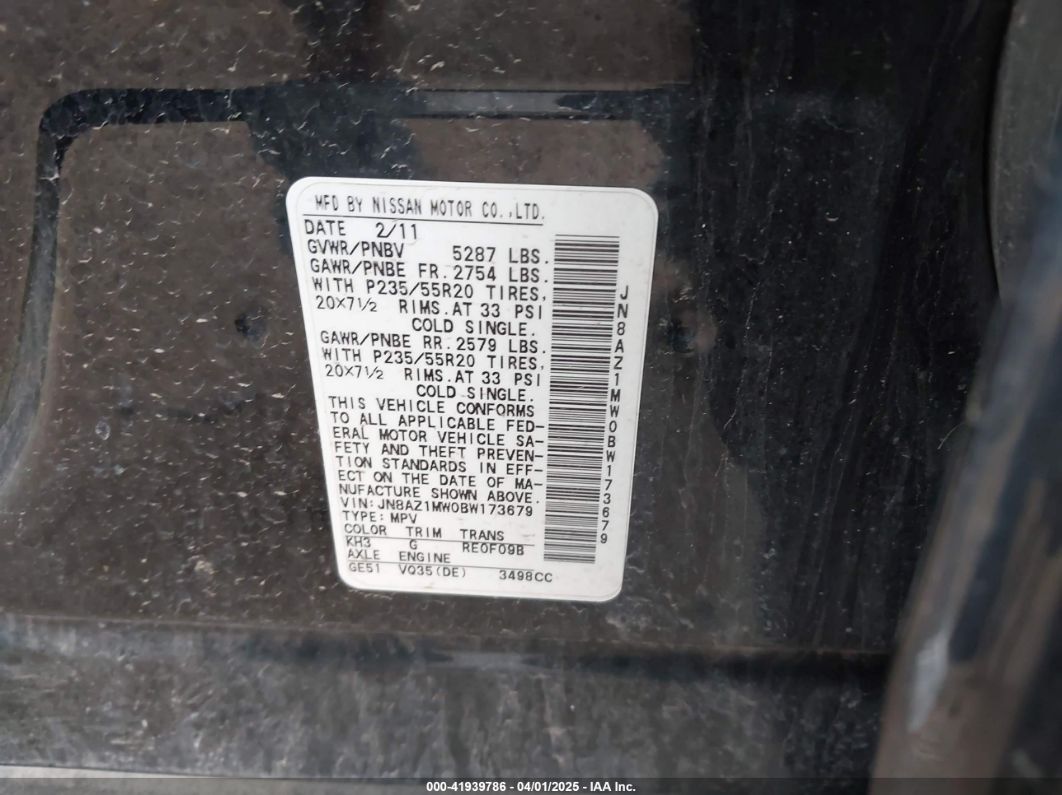 MFD BY NISSAN MOTOR CO.,LTD.
DATE 2/11
GVWR/PNBV 5287 LBS.
GAWR/PNBE FR. 2754 LBS.
WITH P235/55R20 TIRES,
20×7½ RIMS. AT 33 PSI
COLD SINGLE.
GAWR/PNBE RR. 2579 LBS.
WITH P235/55R20 TIRES,
20×7½ RIMS. AT 33 PSI
COLD SINGLE.
THIS VEHICLE CONFORMS
TO ALL APPLICABLE FED-
ERAL MOTOR VEHICLE SA-
FETY AND THEFT PREVEN-
TION STANDARDS IN EFF-
ECT ON THE DATE OF MA-
NUFACTURE SHOWN ABOVE.
VIN:JN8AZ1MW0BW173679
TYPE: MPV
COLOR TRIM TRANS
KH3 G RE0F09B
AXLE ENGINE
GE51 VQ35(DE) 3498CC
JN8AZ1MW0BW173679
000-41939786 - 04/01/2025 - IAA Inc.